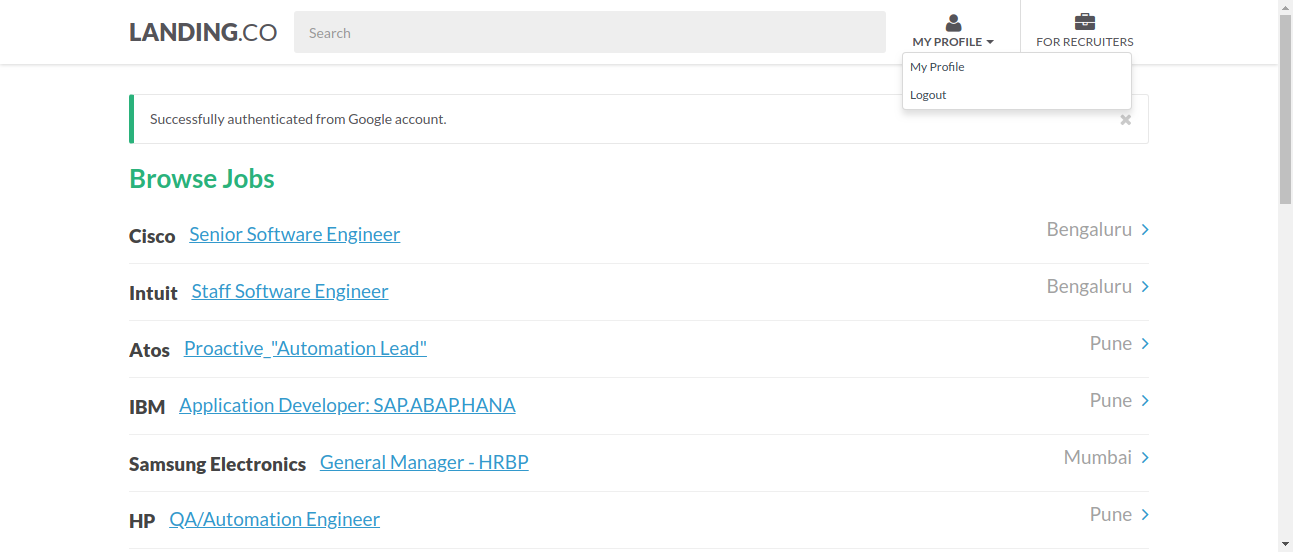 LANDING.CO
Search
MY PROFILE
FOR RECRUITERS
My Profile
Logout
Successfully authenticated from Google account.
Browse Jobs
Cisco Senior Software Engineer Bengaluru
Intuit Staff Software Engineer Bengaluru
Atos Proactive_"Automation Lead" Pune
IBM Application Developer: SAP.ABAP.HANA Pune
Samsung Electronics General Manager - HRBP Mumbai
HP QA/Automation Engineer Pune